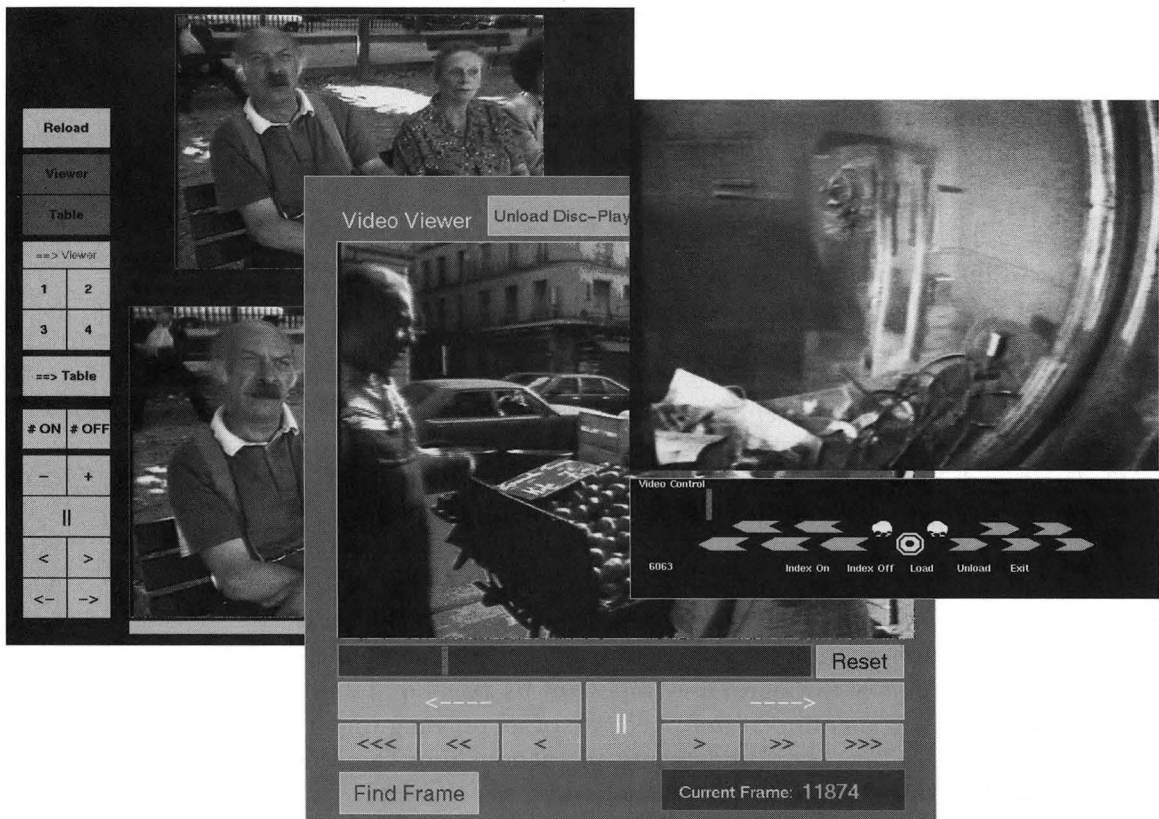 Reload
Viewer
Table
==> Viewer
1 2
3 4
==> Table
# ON # OFF
- +
||
< >
<- ->
Video Viewer
Unload Disc-Play
Reset
<---- || ---->
<<< << < > >> >>>
Find Frame
Current Frame: 11874
Video Control
6063
Index On Index Off Load Unload Exit